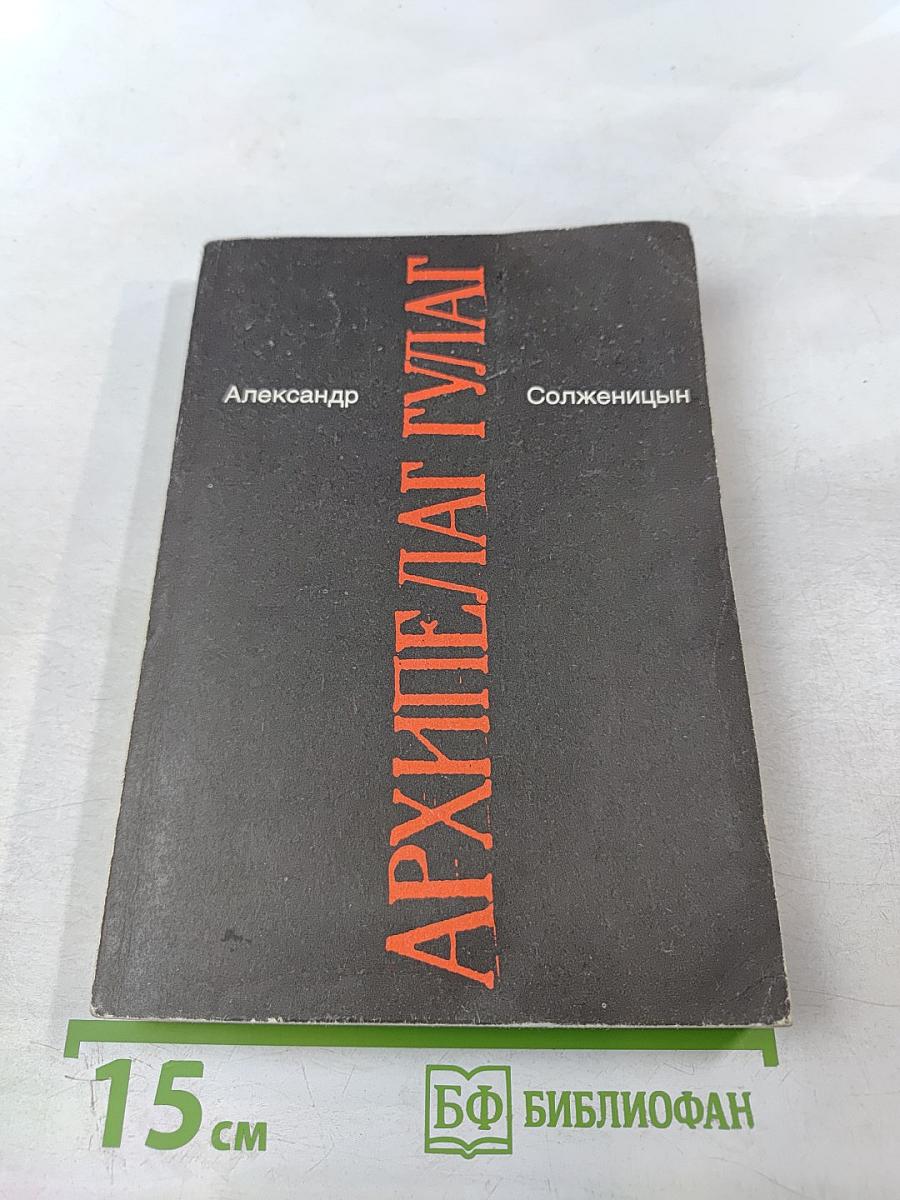 Александр
Солженицын
АРХИПЕЛАГ ГУЛАГ
15 см
БФ БИБЛИОФАН